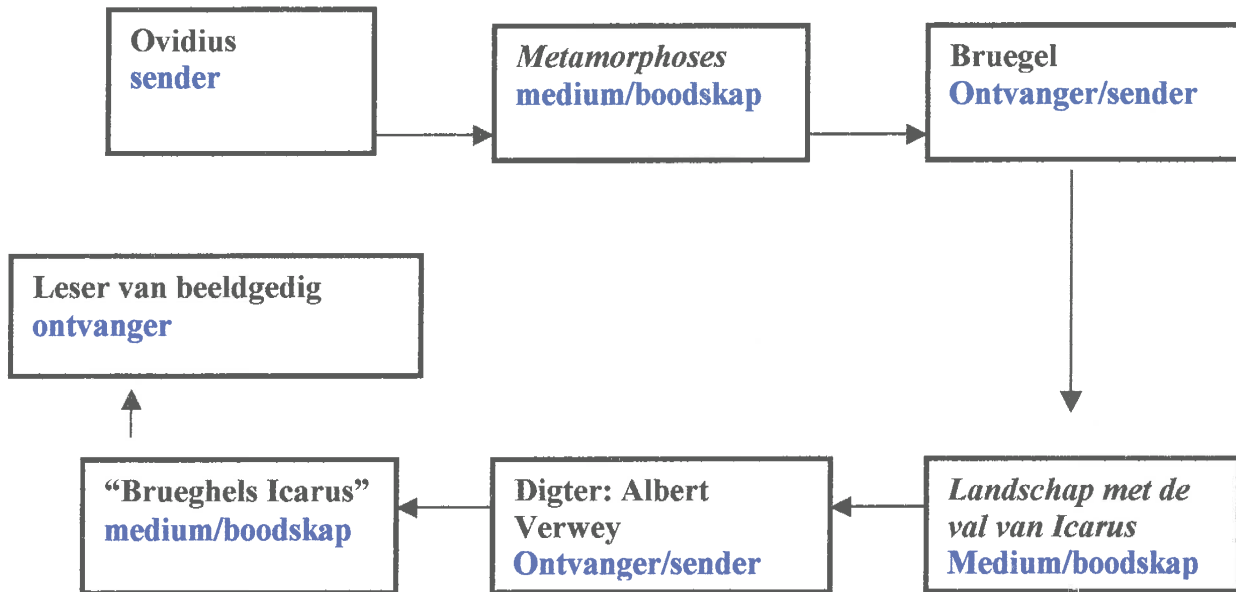 Ovidius
sender
Metamorphoses
medium/boodskap
Bruegel
Ontvanger/sender
Landschap met de
val van Icarus
Medium/boodskap
Digter: Albert
Verwey
Ontvanger/sender
“Brueghels Icarus”
medium/boodskap
Leser van beeldgedig
ontvanger